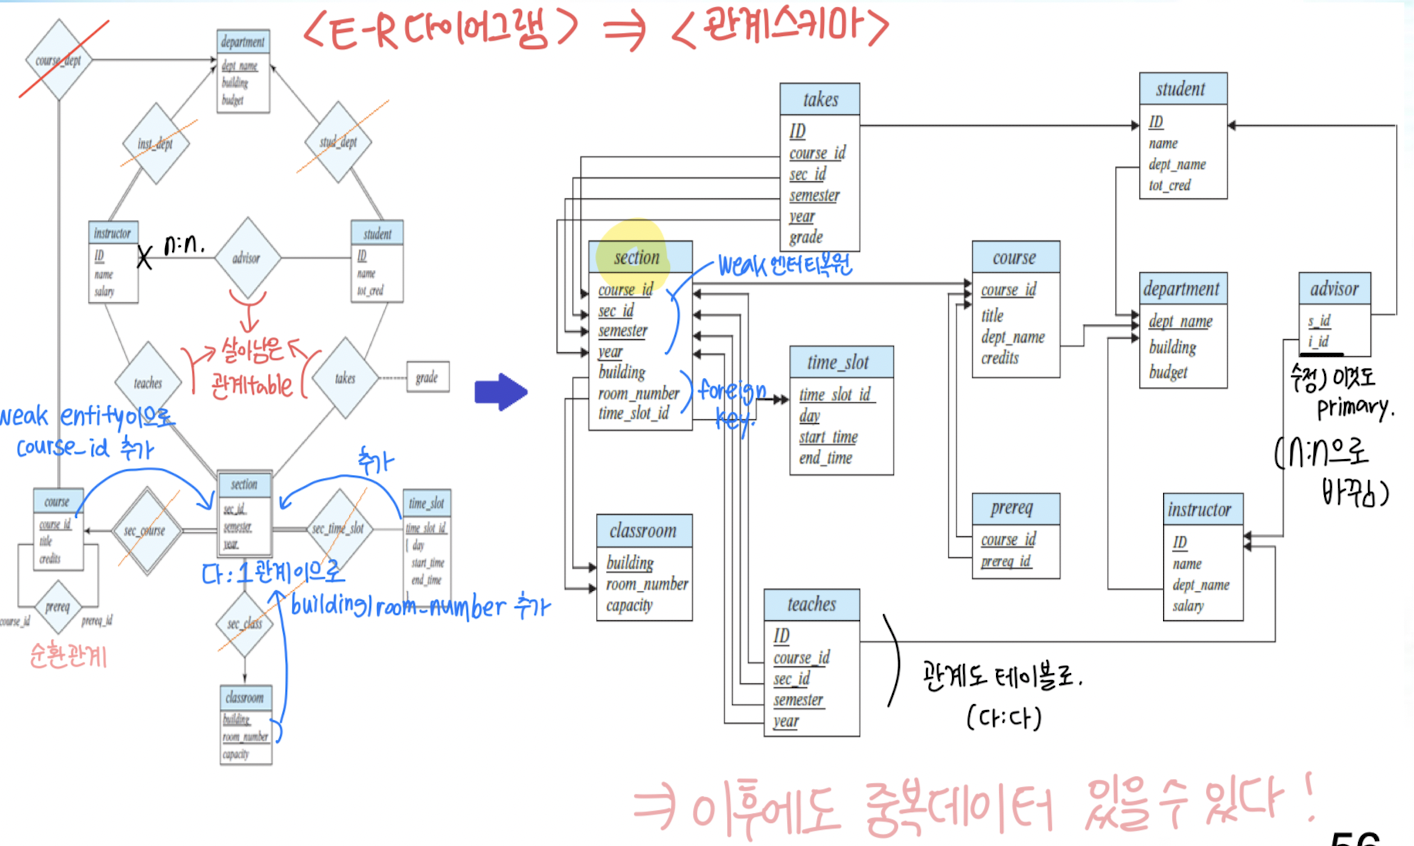 <E-R다이어그램> ⇒ <관계스키마>
course_dept
department
dept_name
building
budget
inst_dept
stud_dept
instructor
ID
name
salary
n:n.
advisor
student
ID
name
tot_cred
살아남은
관계table
teaches
takes
grade
weak entity이므로
course_id 추가
추가
course
course_id
title
credits
sec_course
section
sec_id
semester
year
sec_time_slot
time_slot
time_slot_id
{ day
start_time
end_time
}
다:1관계이므로
building/room_number 추가
prereq
course_id
prereq_id
순환관계
sec_class
classroom
building
room_number
capacity
takes
ID
course_id
sec_id
semester
year
grade
student
ID
name
dept_name
tot_cred
section
course_id
sec_id
semester
year
building
room_number
time_slot_id
weak 엔터티복원
foreign
key.
course
course_id
title
dept_name
credits
department
dept_name
building
budget
advisor
s_id
i_id
수정) 이것도
primary.
(n:n으로
바꿈)
time_slot
time_slot_id
day
start_time
end_time
classroom
building
room_number
capacity
prereq
course_id
prereq_id
instructor
ID
name
dept_name
salary
teaches
ID
course_id
sec_id
semester
year
관계도 테이블로.
(다:다)
⇒ 이후에도 중복데이터 있을수 있다!
56